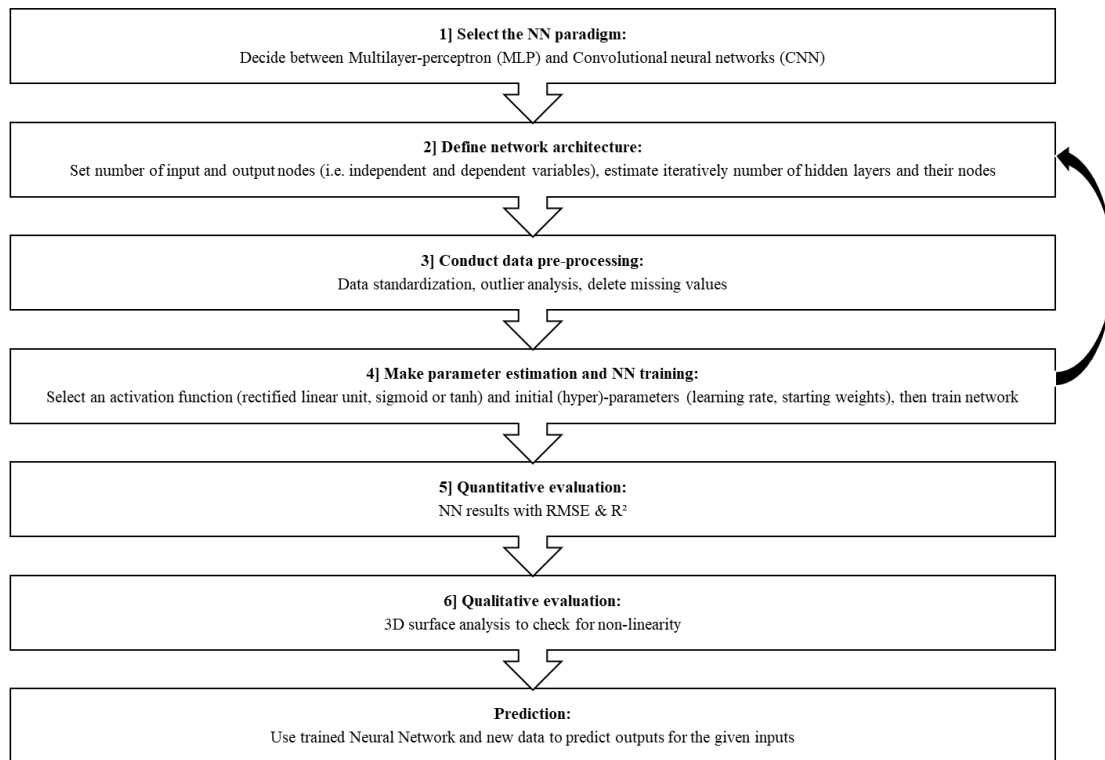 1] Select the NN paradigm:
Decide between Multilayer-perceptron (MLP) and Convolutional neural networks (CNN)
2] Define network architecture:
Set number of input and output nodes (i.e. independent and dependent variables), estimate iteratively number of hidden layers and their nodes
3] Conduct data pre-processing:
Data standardization, outlier analysis, delete missing values
4] Make parameter estimation and NN training:
Select an activation function (rectified linear unit, sigmoid or tanh) and initial (hyper)-parameters (learning rate, starting weights), then train network
5] Quantitative evaluation:
NN results with RMSE & R²
6] Qualitative evaluation:
3D surface analysis to check for non-linearity
Prediction:
Use trained Neural Network and new data to predict outputs for the given inputs